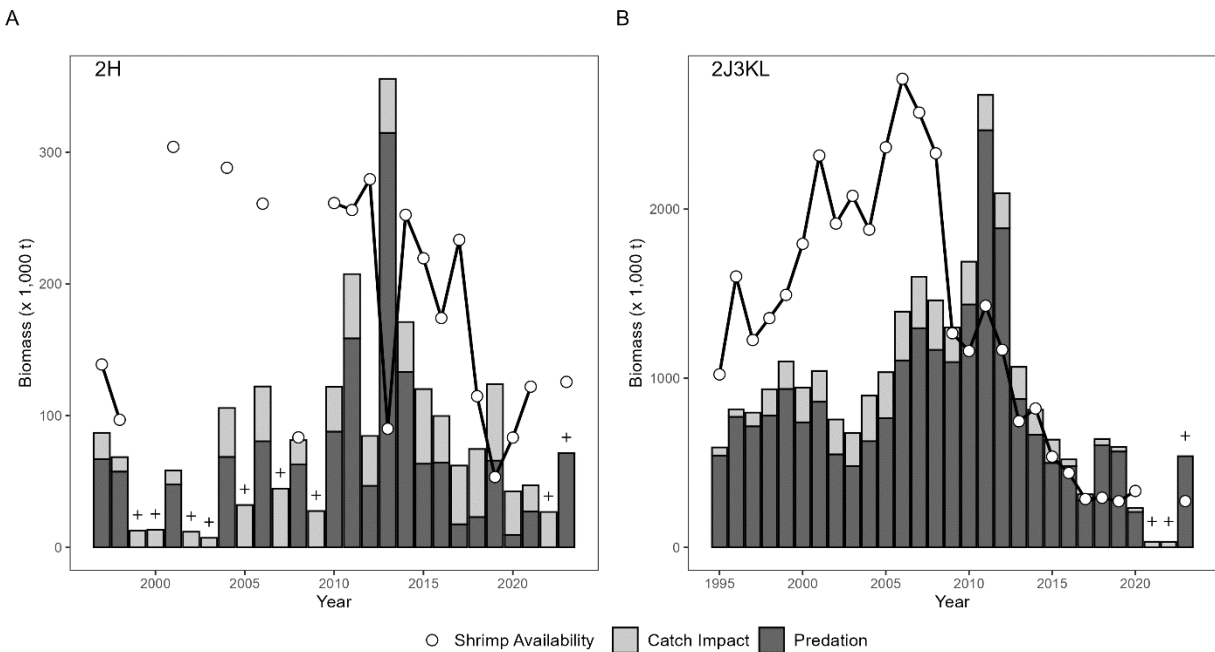 A
2H
300
200
100
0
Biomass (x 1,000 t)
+ + + + + + + + +
2000 2005 2010 2015 2020
Year
B
2J3KL
2000
1000
0
Biomass (x 1,000 t)
+ + +
1995 2000 2005 2010 2015 2020
Year
Shrimp Availability Catch Impact Predation